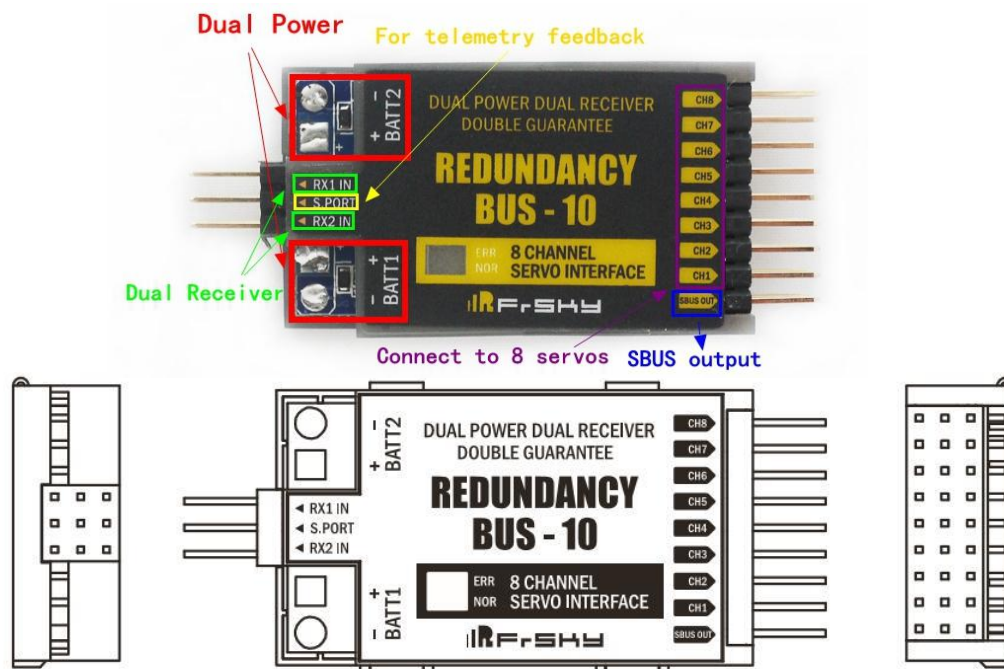 Dual Power
For telemetry feedback
- BATT2 +
DUAL POWER DUAL RECEIVER
DOUBLE GUARANTEE
REDUNDANCY
BUS - 10
RX1 IN
S.PORT
RX2 IN
- BATT1 +
ERR
NOR
8 CHANNEL
SERVO INTERFACE
FrSKY
CH8
CH7
CH6
CH5
CH4
CH3
CH2
CH1
SBUS OUT
Dual Receiver
Connect to 8 servos
SBUS output
- BATT2 +
DUAL POWER DUAL RECEIVER
DOUBLE GUARANTEE
REDUNDANCY
BUS - 10
RX1 IN
S.PORT
RX2 IN
- BATT1 +
ERR
NOR
8 CHANNEL
SERVO INTERFACE
FrSKY
CH8
CH7
CH6
CH5
CH4
CH3
CH2
CH1
SBUS OUT